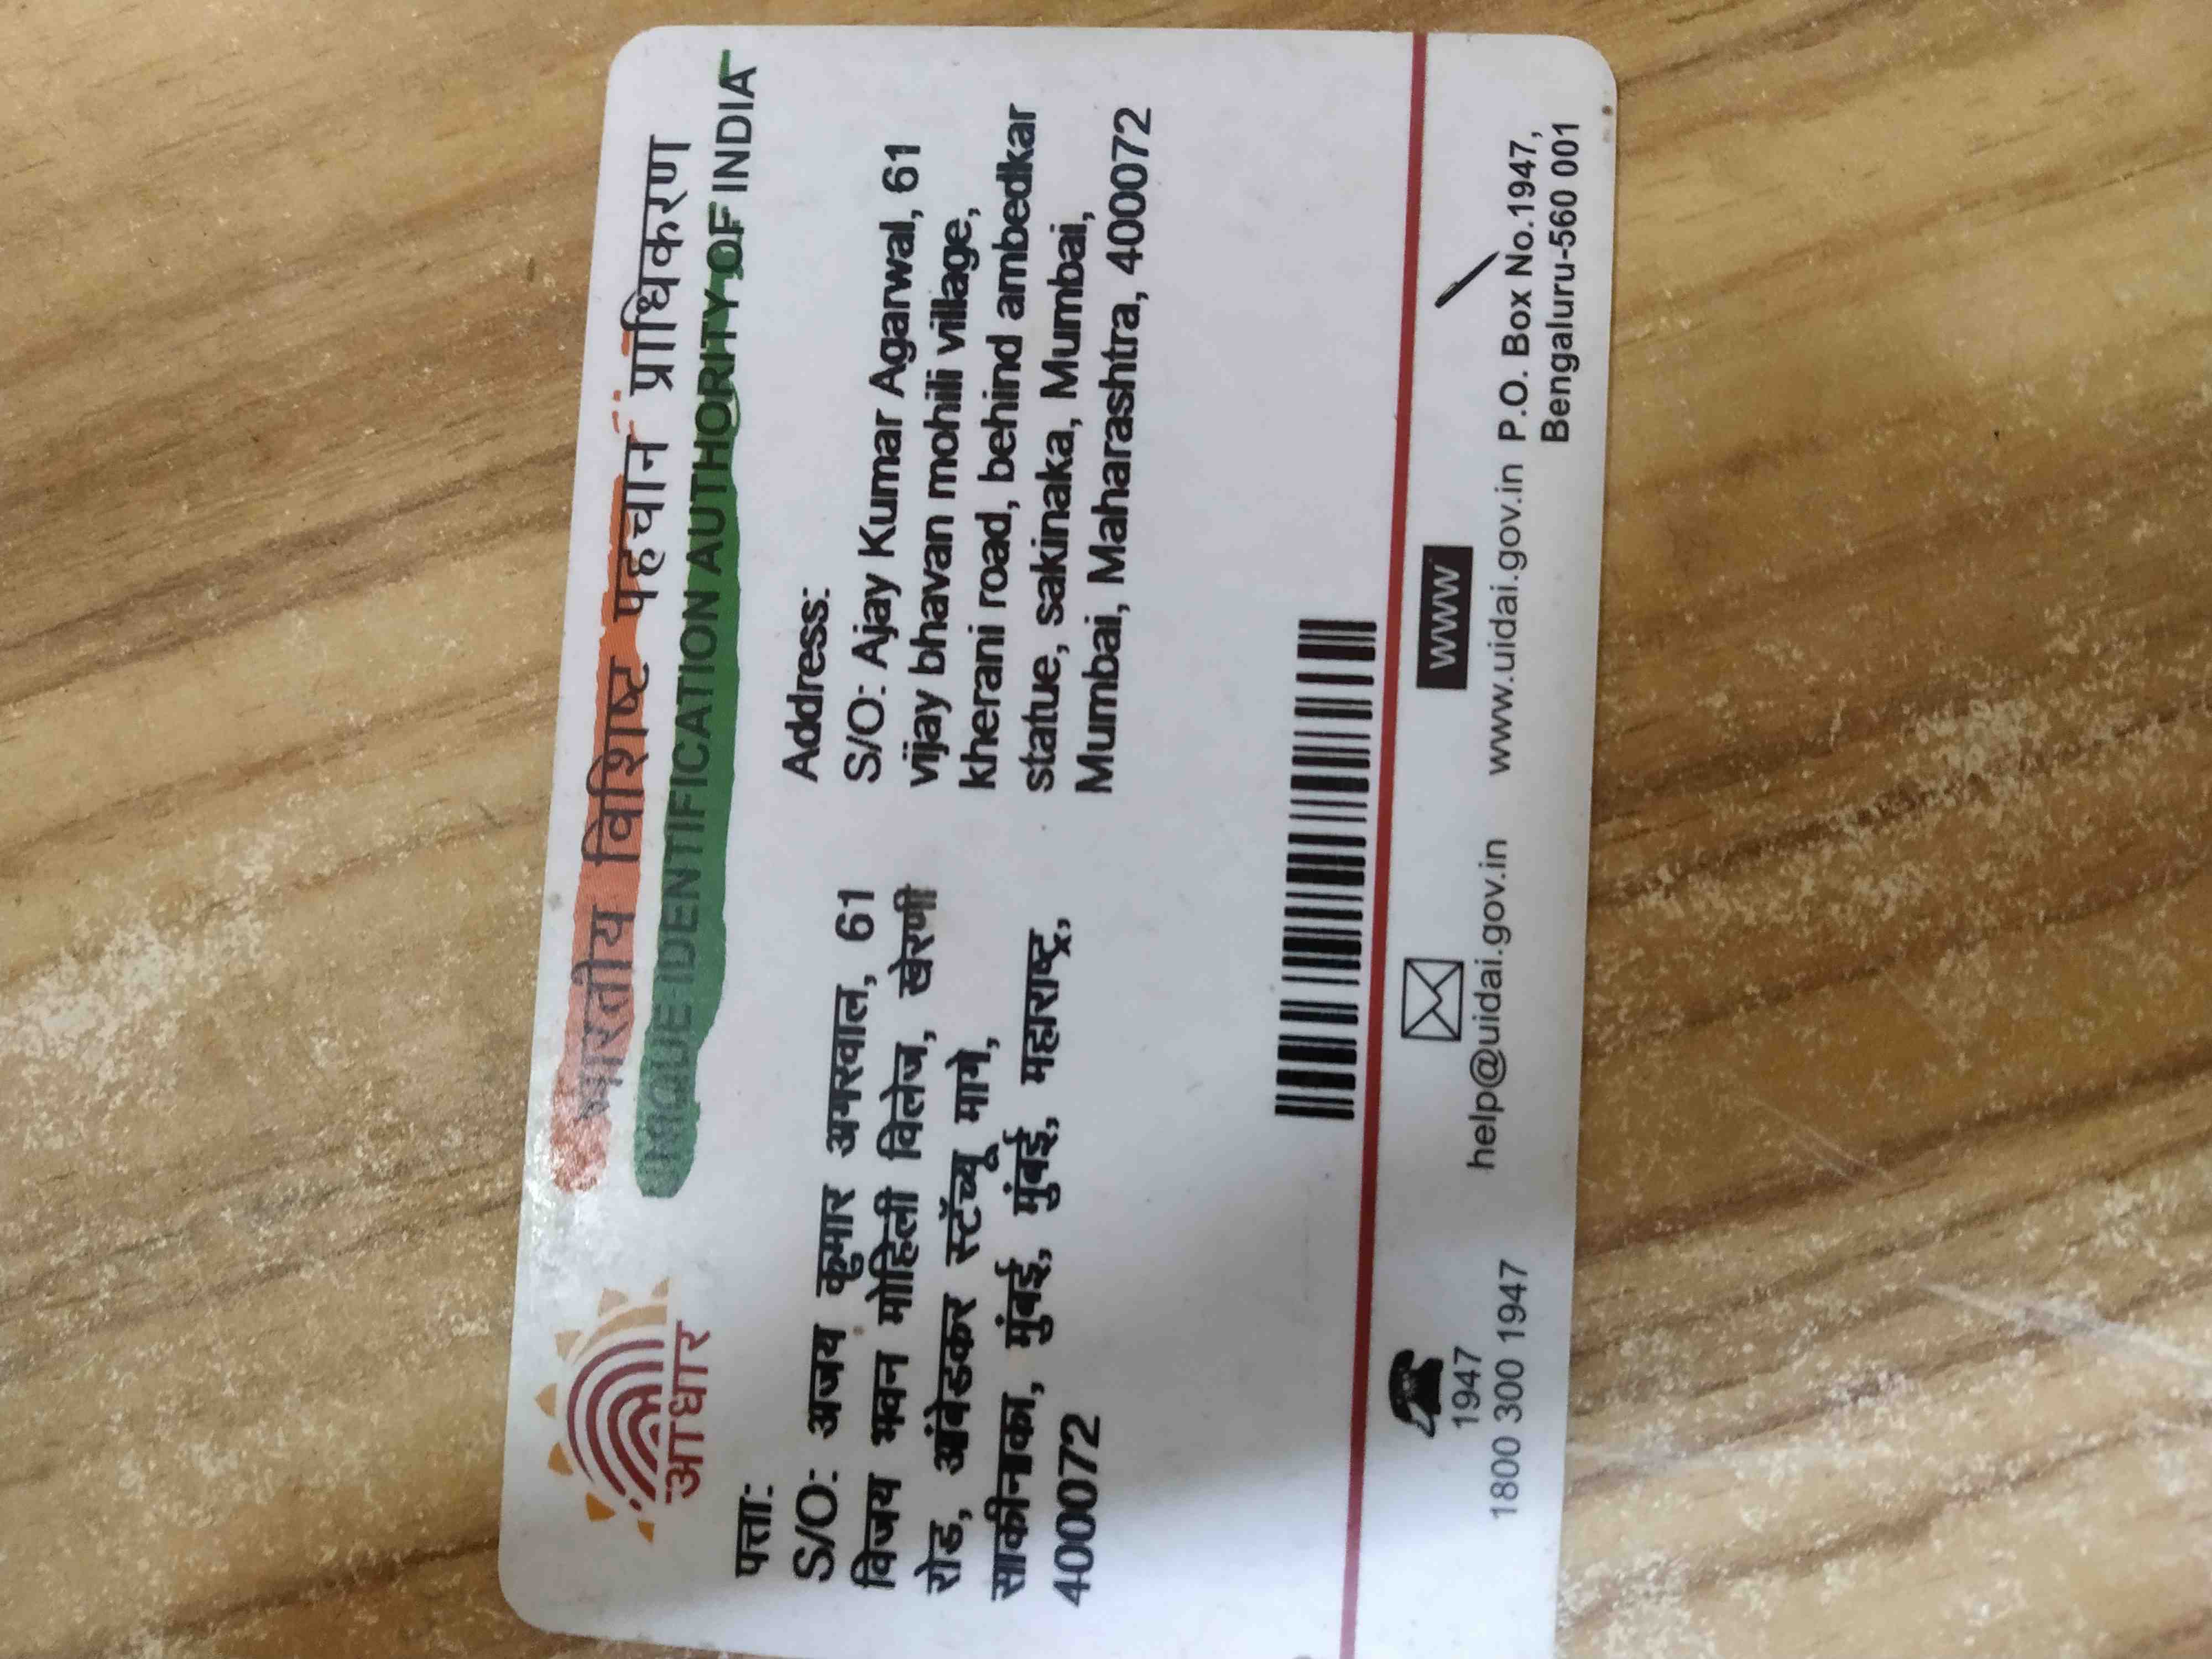 आधार
भारतीय विशिष्ट पहचान प्राधिकरण
UNIQUE IDENTIFICATION AUTHORITY OF INDIA
पत्ता:
S/O: अजय कुमार अगरवाल, 61
विजय भवन मोहिली विलेज, खेरणी
रोड, आंबेडकर स्टॅच्यू मागे,
साकीनाका, मुंबई, मुंबई, महाराष्ट्र,
400072
Address:
S/O: Ajay Kumar Agarwal, 61
vijay bhavan mohili village,
kherani road, behind ambedkar
statue, sakinaka, Mumbai,
Mumbai, Maharashtra, 400072
1947
1800 300 1947
help@uidai.gov.in
www
www.uidai.gov.in
P.O. Box No.1947,
Bengaluru-560 001